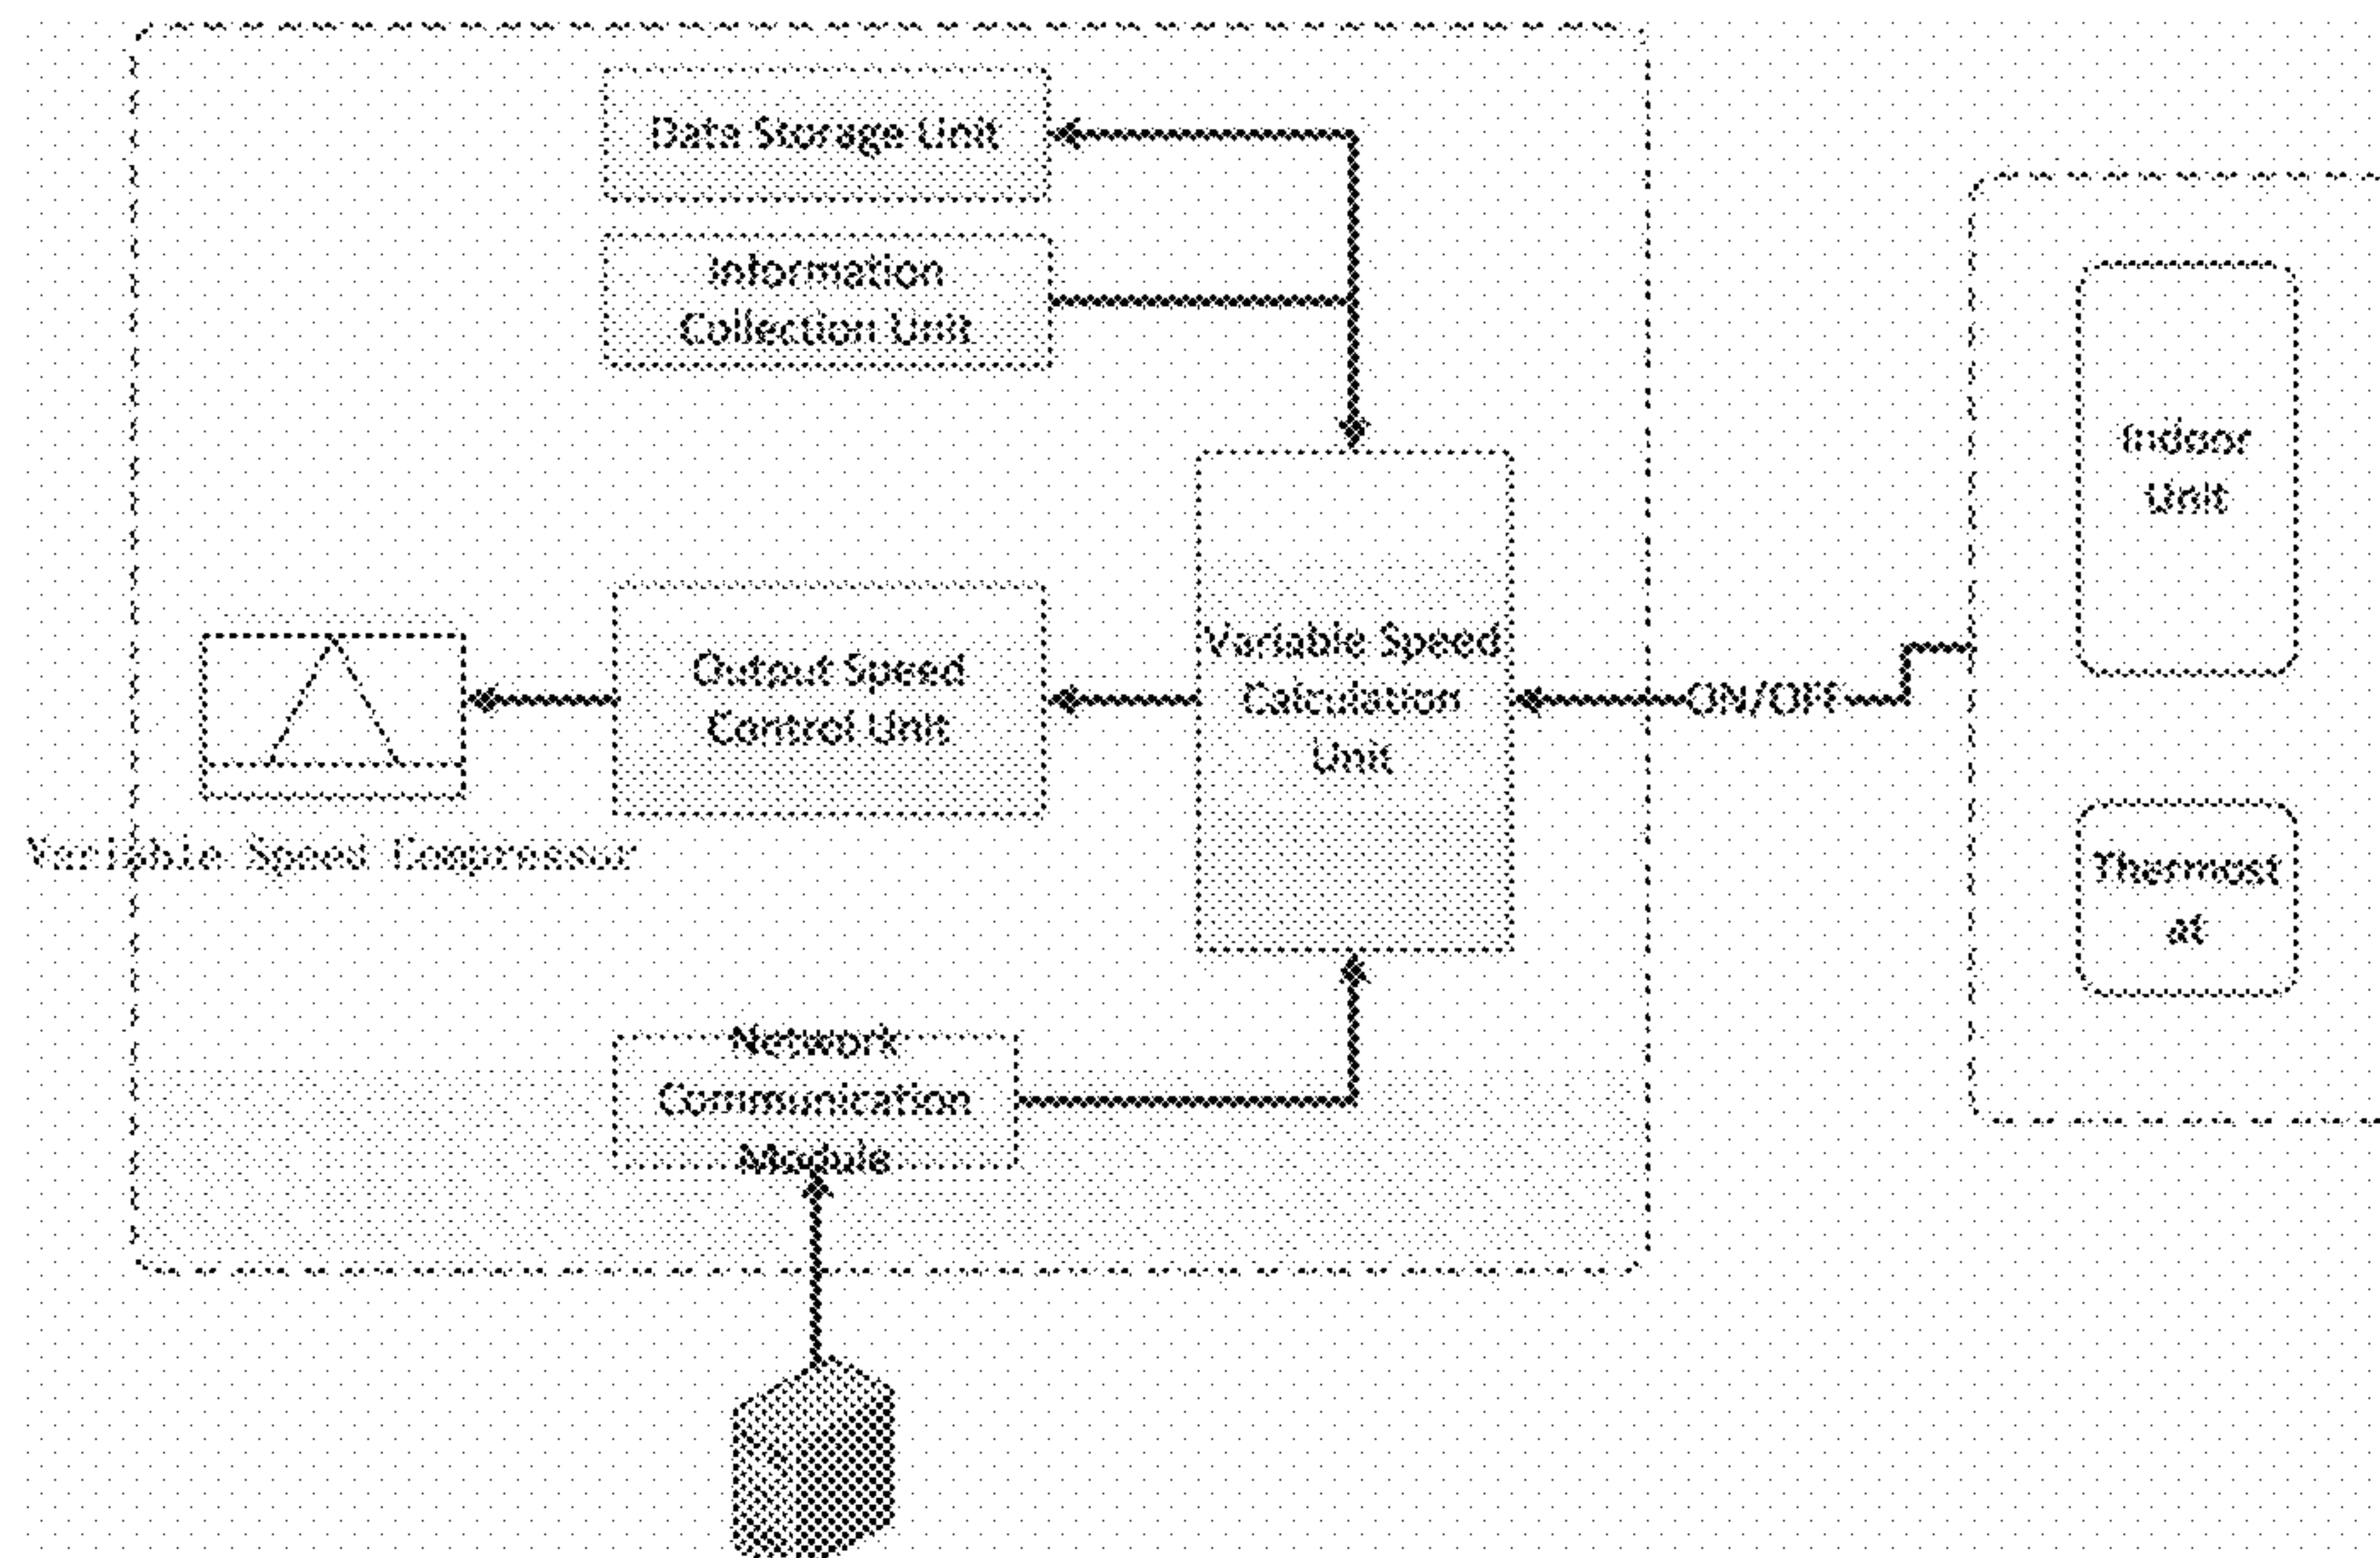 Data Storage Unit
Information
Collection Unit
Indoor
Unit
Output Speed
Control Unit
Variable Speed
Calculation
Unit
ON/OFF
Variable Speed Compressor
Thermost
at
Network
Communication
Module